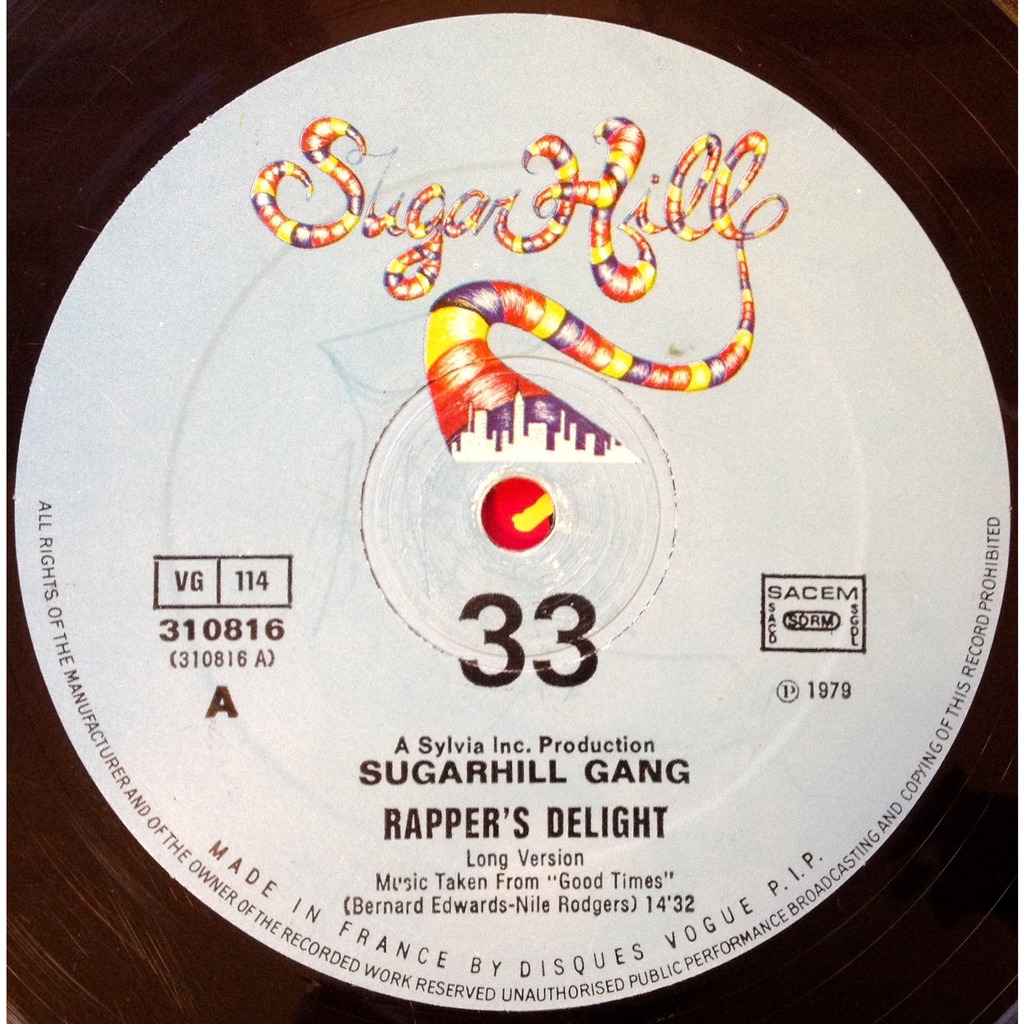 Sugar Hill
VG 114
310816
(310816 A)
A
33
SACEM
SACD SDRM SGDL
Ⓟ 1979
A Sylvia Inc. Production
SUGARHILL GANG
RAPPER'S DELIGHT
Long Version
Music Taken From "Good Times"
(Bernard Edwards-Nile Rodgers) 14'32
MADE IN FRANCE BY DISQUES VOGUE P.I.P.
ALL RIGHTS OF THE MANUFACTURER AND OF THE OWNER OF THE RECORDED WORK RESERVED UNAUTHORISED PUBLIC PERFORMANCE BROADCASTING AND COPYING OF THIS RECORD PROHIBITED